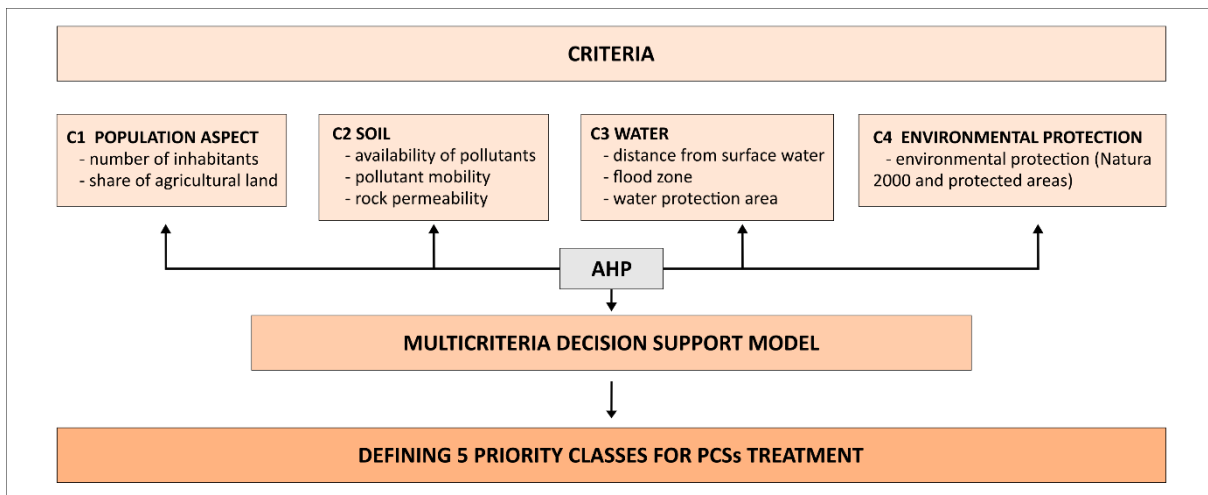 CRITERIA
C1 POPULATION ASPECT
- number of inhabitants
- share of agricultural land
C2 SOIL
- availability of pollutants
- pollutant mobility
- rock permeability
C3 WATER
- distance from surface water
- flood zone
- water protection area
C4 ENVIRONMENTAL PROTECTION
- environmental protection (Natura
2000 and protected areas)
AHP
MULTICRITERIA DECISION SUPPORT MODEL
DEFINING 5 PRIORITY CLASSES FOR PCSs TREATMENT